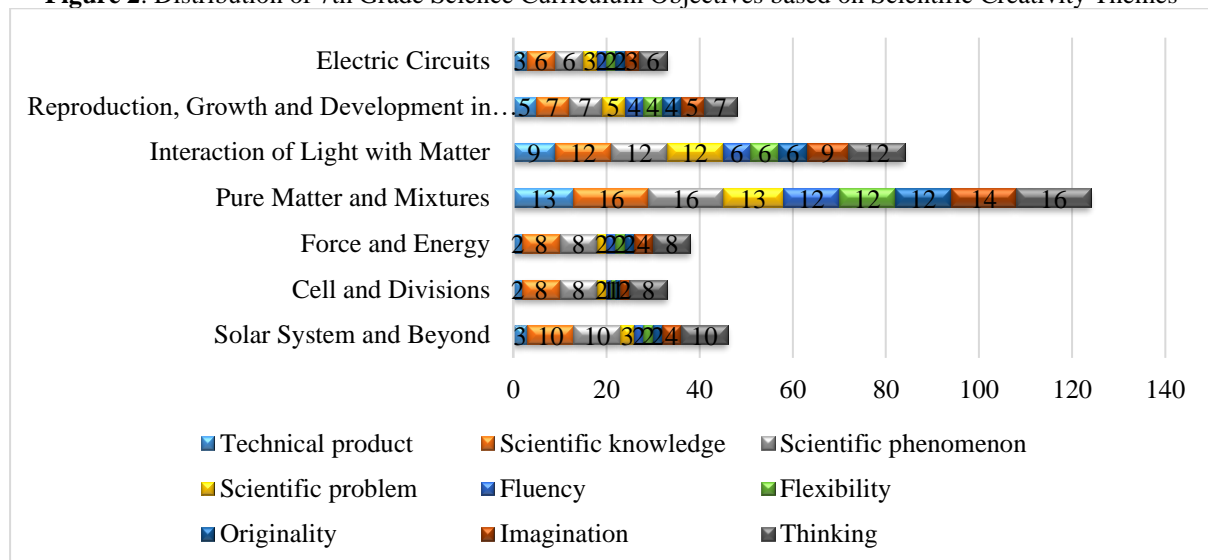 Figure 2. Distribution of 7th Grade Science Curriculum Objectives based on Scientific Creativity Themes
Electric Circuits 3 6 6 3 2 2 2 3 6
Reproduction, Growth and Development in… 5 7 7 5 4 4 4 5 7
Interaction of Light with Matter 9 12 12 12 6 6 6 9 12
Pure Matter and Mixtures 13 16 16 13 12 12 12 14 16
Force and Energy 2 8 8 2 2 2 2 4 8
Cell and Divisions 2 8 8 2 1 1 1 2 8
Solar System and Beyond 3 10 10 3 2 2 2 4 10
0 20 40 60 80 100 120 140
Technical product Scientific knowledge Scientific phenomenon
Scientific problem Fluency Flexibility
Originality Imagination Thinking